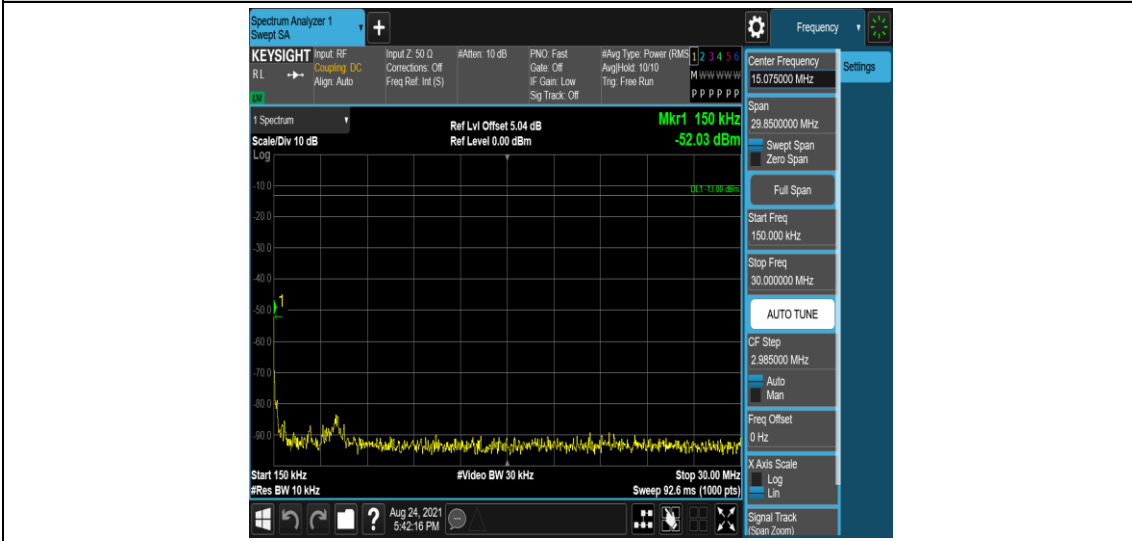 Spectrum Analyzer 1
Swept SA
+
Frequency
KEYSIGHT
RL
LXI
Input: RF
Coupling: DC
Align: Auto
Input Z: 50 Ω
Corrections: Off
Freq Ref: Int (S)
#Atten: 10 dB
PNO: Fast
Gate: Off
IF Gain: Low
Sig Track: Off
#Avg Type: Power (RMS
Avg|Hold: 10/10
Trig: Free Run
1 2 3 4 5 6
M W W W W W
P P P P P P
Center Frequency
15.075000 MHz
Settings
Span
29.8500000 MHz
Swept Span
Zero Span
Full Span
Start Freq
150.000 kHz
Stop Freq
30.000000 MHz
AUTO TUNE
CF Step
2.985000 MHz
Auto
Man
Freq Offset
0 Hz
X Axis Scale
Log
Lin
Signal Track
(Span Zoom)
1 Spectrum
Scale/Div 10 dB
Log
Ref Lvl Offset 5.04 dB
Ref Level 0.00 dBm
Mkr1 150 kHz
-52.03 dBm
DL1 -13.00 dBm
-10.0
-20.0
-30.0
-40.0
-50.0
1
-60.0
-70.0
-80.0
-90.0
Start 150 kHz
#Video BW 30 kHz
Stop 30.00 MHz
#Res BW 10 kHz
Sweep 92.6 ms (1000 pts)
?
Aug 24, 2021
5:42:16 PM